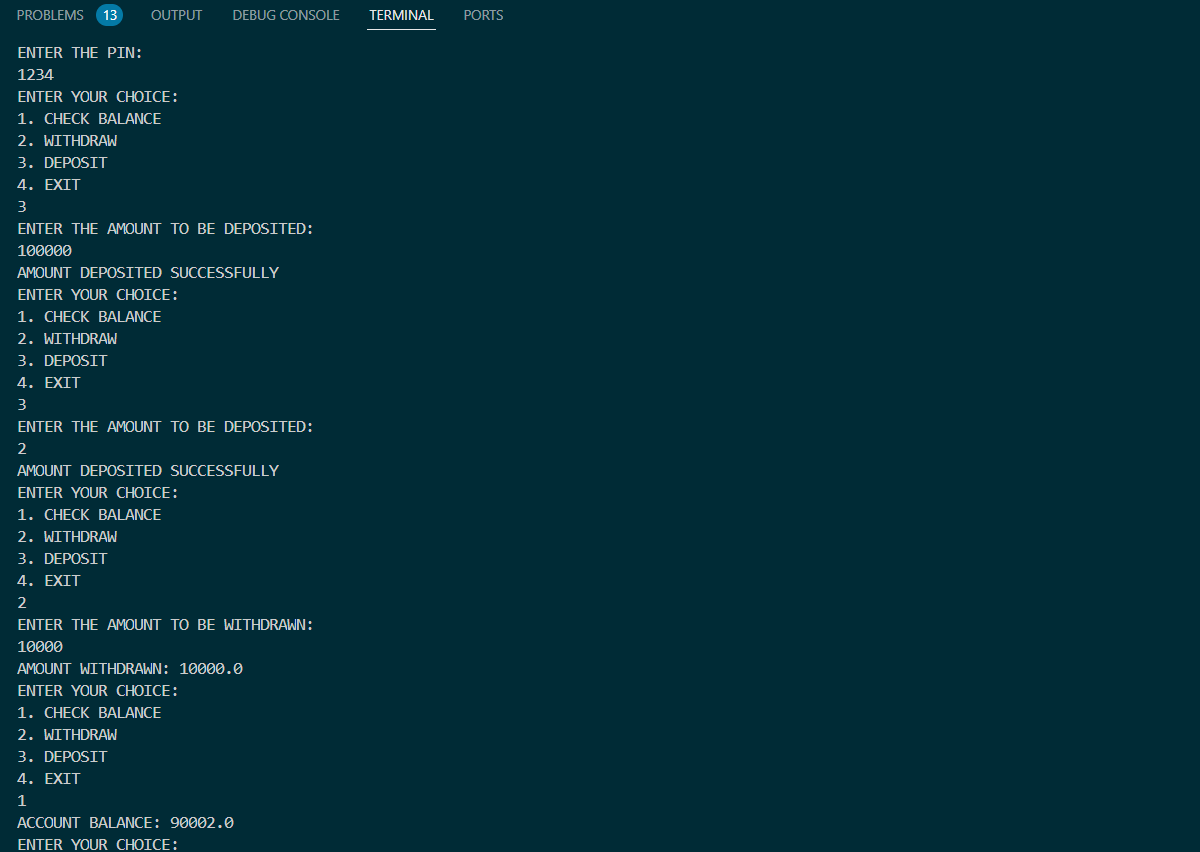 PROBLEMS 13 OUTPUT DEBUG CONSOLE TERMINAL PORTS
ENTER THE PIN:
1234
ENTER YOUR CHOICE:
1. CHECK BALANCE
2. WITHDRAW
3. DEPOSIT
4. EXIT
3
ENTER THE AMOUNT TO BE DEPOSITED:
100000
AMOUNT DEPOSITED SUCCESSFULLY
ENTER YOUR CHOICE:
1. CHECK BALANCE
2. WITHDRAW
3. DEPOSIT
4. EXIT
3
ENTER THE AMOUNT TO BE DEPOSITED:
2
AMOUNT DEPOSITED SUCCESSFULLY
ENTER YOUR CHOICE:
1. CHECK BALANCE
2. WITHDRAW
3. DEPOSIT
4. EXIT
2
ENTER THE AMOUNT TO BE WITHDRAWN:
10000
AMOUNT WITHDRAWN: 10000.0
ENTER YOUR CHOICE:
1. CHECK BALANCE
2. WITHDRAW
3. DEPOSIT
4. EXIT
1
ACCOUNT BALANCE: 90002.0
ENTER YOUR CHOICE: